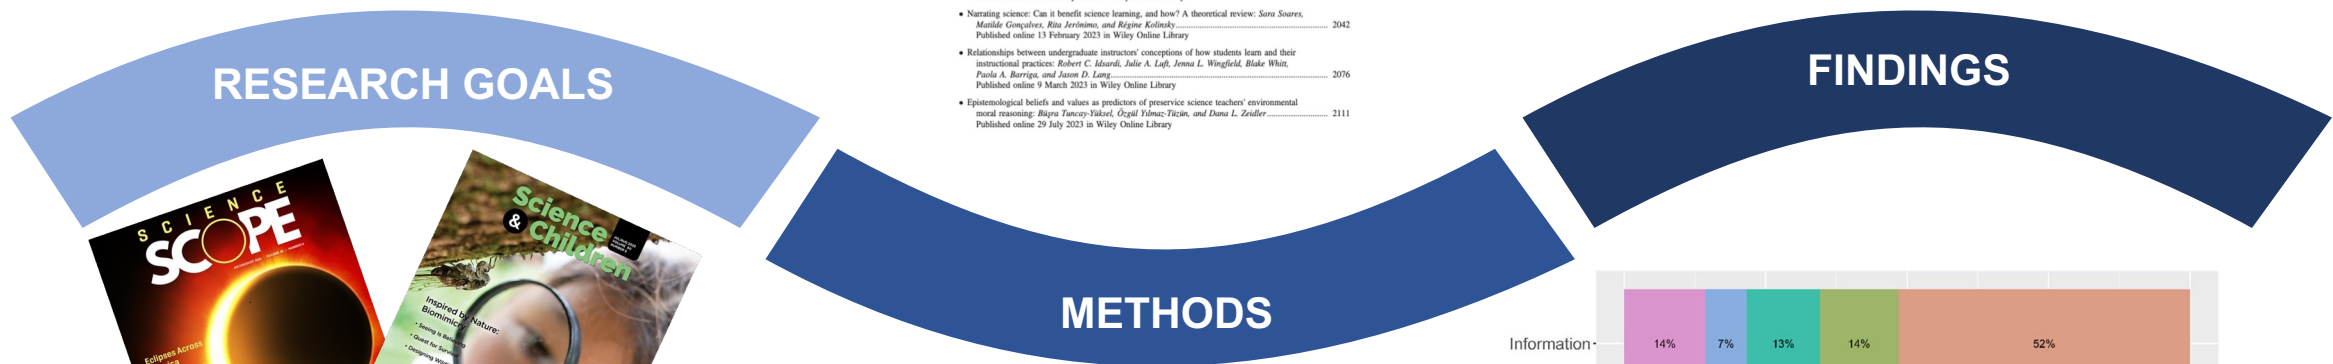 RESEARCH GOALS
SCIENCE
SCOPE
Eclipses Across
Science
&
Children
Inspired by Nature:
Biomimicry
• Seeing Is Believing
• Quest for
• Designing
• Narrating science: Can it benefit science learning, and how? A theoretical review: Sara Soares,
Matilde Gonçalves, Rita Jerónimo, and Régine Kolinsky........ 2042
Published online 13 February 2023 in Wiley Online Library
• Relationships between undergraduate instructors' conceptions of how students learn and their
instructional practices: Robert C. Idsardi, Julie A. Luft, Jenna L. Wingfield, Blake Whitt,
Paola A. Barriga, and Jason D. Lang........ 2076
Published online 9 March 2023 in Wiley Online Library
• Epistemological beliefs and values as predictors of preservice science teachers' environmental
moral reasoning: Büşra Tuncay-Yüksel, Özgül Yılmaz-Tüzün, and Dana L. Zeidler........ 2111
Published online 29 July 2023 in Wiley Online Library
METHODS
FINDINGS
Information
14% 7% 13% 14% 52%